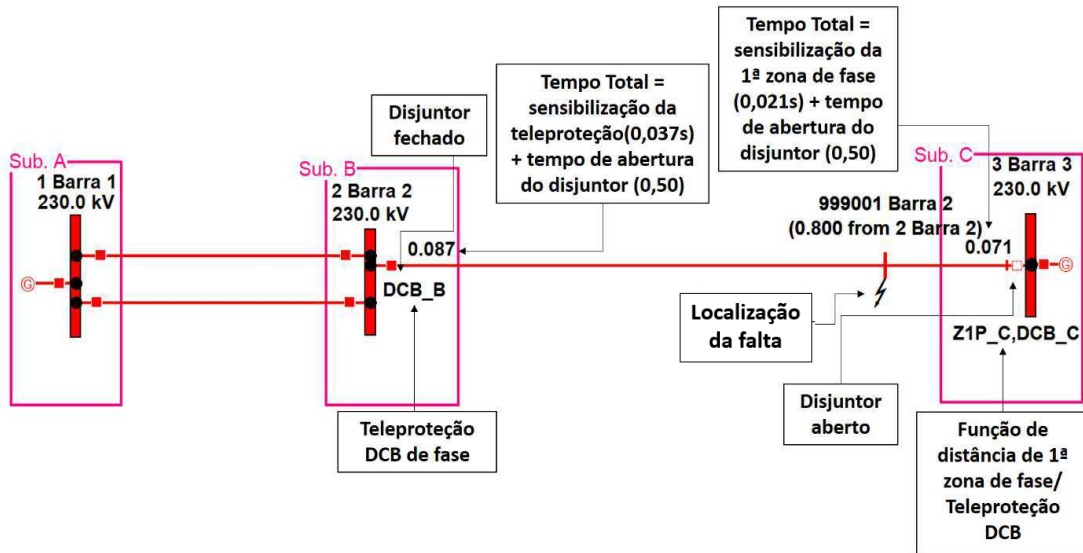 Tempo Total =
sensibilização da
1ª zona de fase
(0,021s) + tempo
de abertura do
disjuntor (0,50)
Tempo Total =
sensibilização da
teleproteção(0,037s)
+ tempo de abertura
do disjuntor (0,50)
Disjuntor
fechado
Sub. A
1 Barra 1
230.0 kV
Sub. B
2 Barra 2
230.0 kV
0.087
DCB_B
999001 Barra 2
(0.800 from 2 Barra 2)
Sub. C
3 Barra 3
230.0 kV
0.071
Z1P_C,DCB_C
G
G
Localização
da falta
Disjuntor
aberto
Teleproteção
DCB de fase
Função de
distância de 1ª
zona de fase/
Teleproteção
DCB